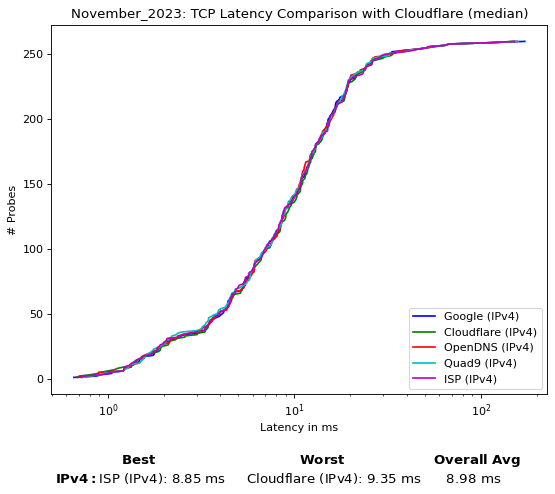 November_2023: TCP Latency Comparison with Cloudflare (median)
250
200
150
100
50
0
# Probes
Google (IPv4)
Cloudflare (IPv4)
OpenDNS (IPv4)
Quad9 (IPv4)
ISP (IPv4)
10⁰ 10¹ 10²
Latency in ms
Best Worst Overall Avg
IPv4: ISP (IPv4): 8.85 ms Cloudflare (IPv4): 9.35 ms 8.98 ms